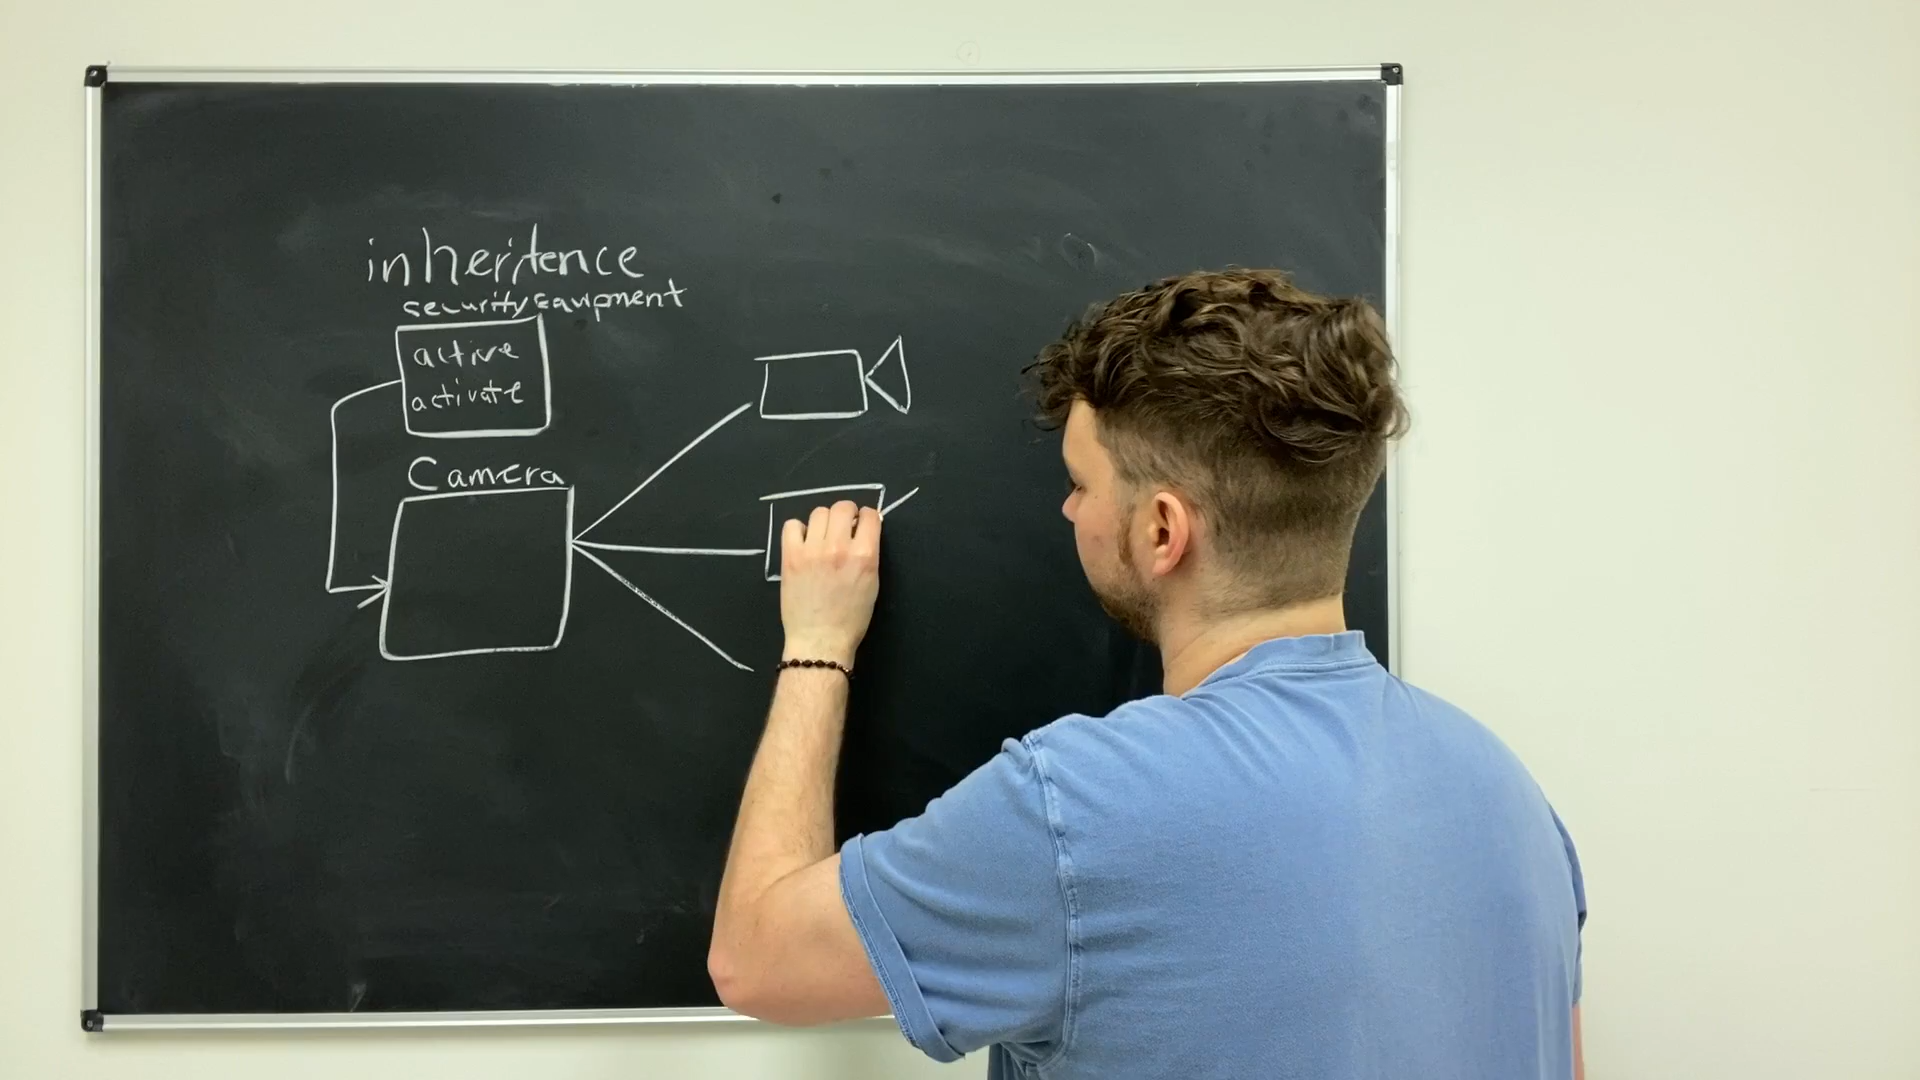 inheritence
security Equipment
active
activate
Camera